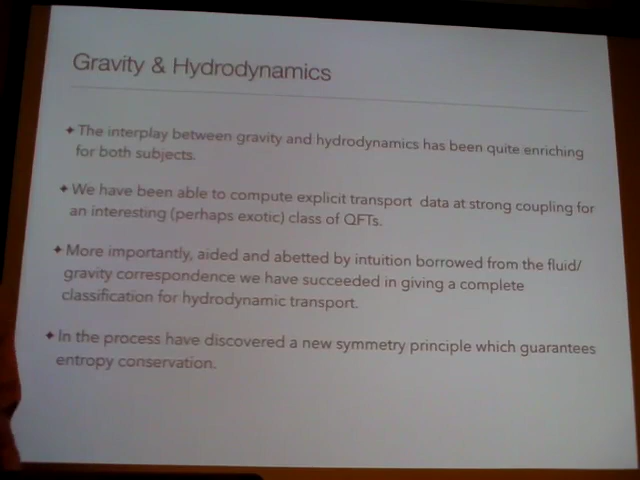 Gravity & Hydrodynamics
✦ The interplay between gravity and hydrodynamics has been quite enriching
for both subjects.
✦ We have been able to compute explicit transport data at strong coupling for
an interesting (perhaps exotic) class of QFTs.
✦ More importantly, aided and abetted by intuition borrowed from the fluid/
gravity correspondence we have succeeded in giving a complete
classification for hydrodynamic transport.
✦ In the process have discovered a new symmetry principle which guarantees
entropy conservation.